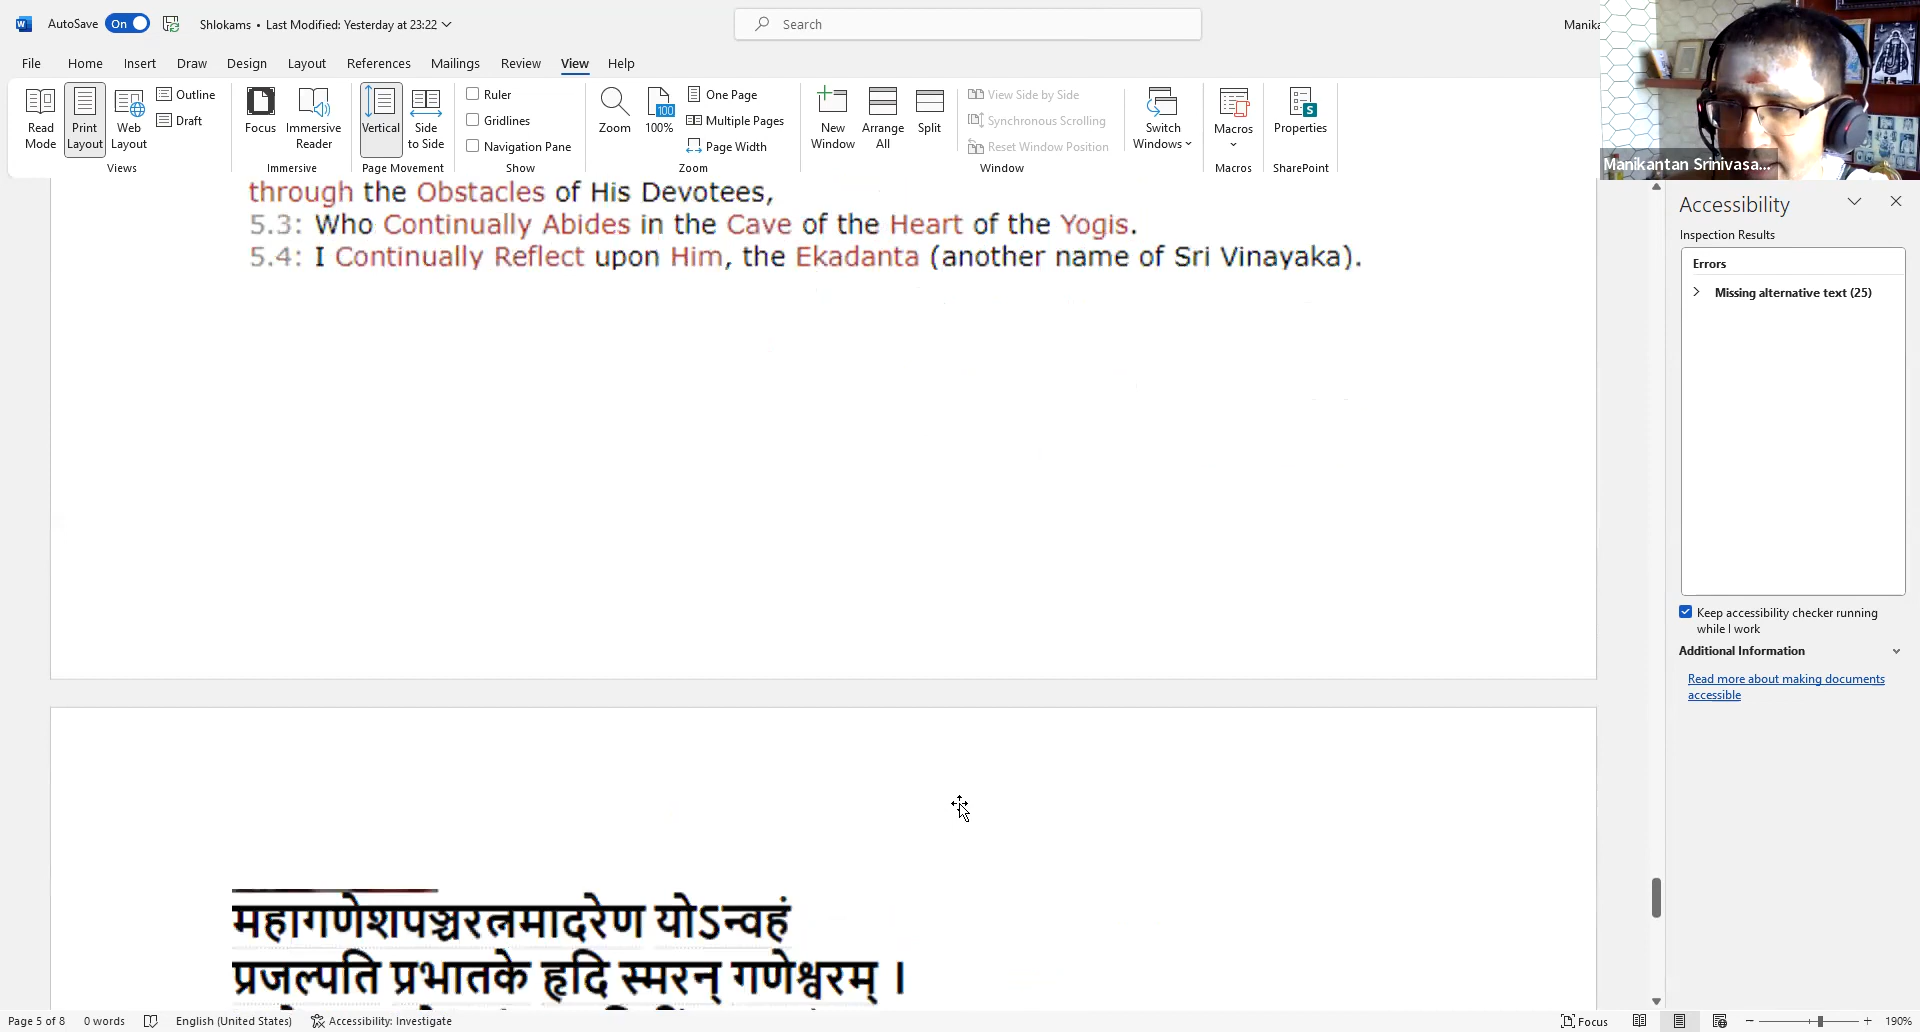 AutoSave On Shlokams • Last Modified: Yesterday at 23:22 Search Manika
File Home Insert Draw Design Layout References Mailings Review View Help
Read Mode
Print Layout
Web Layout
Outline
Draft
Views
Focus
Immersive Reader
Immersive
Vertical
Side to Side
Page Movement
Ruler
Gridlines
Navigation Pane
Show
Zoom
100
100%
One Page
Multiple Pages
Page Width
Zoom
New Window
Arrange All
Split
View Side by Side
Synchronous Scrolling
Reset Window Position
Switch Windows
Window
Macros
Macros
Properties
SharePoint
Manikantan Srinivasa...
through the Obstacles of His Devotees,
5.3: Who Continually Abides in the Cave of the Heart of the Yogis.
5.4: I Continually Reflect upon Him, the Ekadanta (another name of Sri Vinayaka).
महागणेशपञ्चरत्नमादरेण योऽन्वहं
प्रजल्पति प्रभातके हृदि स्मरन् गणेश्वरम् ।
Accessibility
Inspection Results
Errors
Missing alternative text (25)
Keep accessibility checker running
while I work
Additional Information
Read more about making documents
accessible
Page 5 of 8 0 words English (United States) Accessibility: Investigate Focus 190%